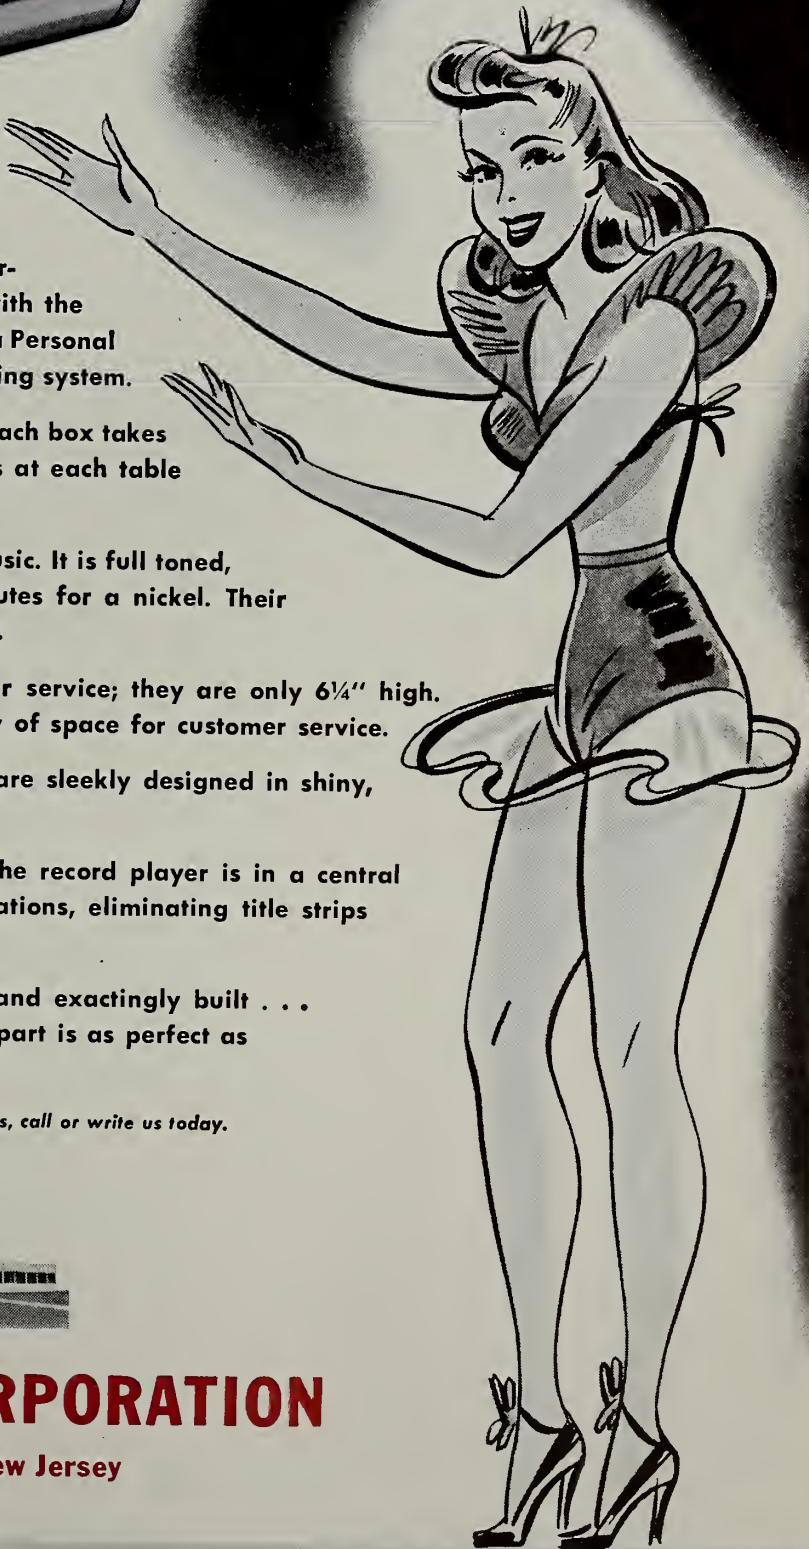 r-
ith the
Personal
ing system.
ach box takes
s at each table
sic. It is full toned,
utes for a nickel. Their
.
r service; they are only 6¼" high.
of space for customer service.
are sleekly designed in shiny,
he record player is in a central
ations, eliminating title strips
and exactingly built . . .
part is as perfect as
s, call or write us today.
RPORATION
ew Jersey